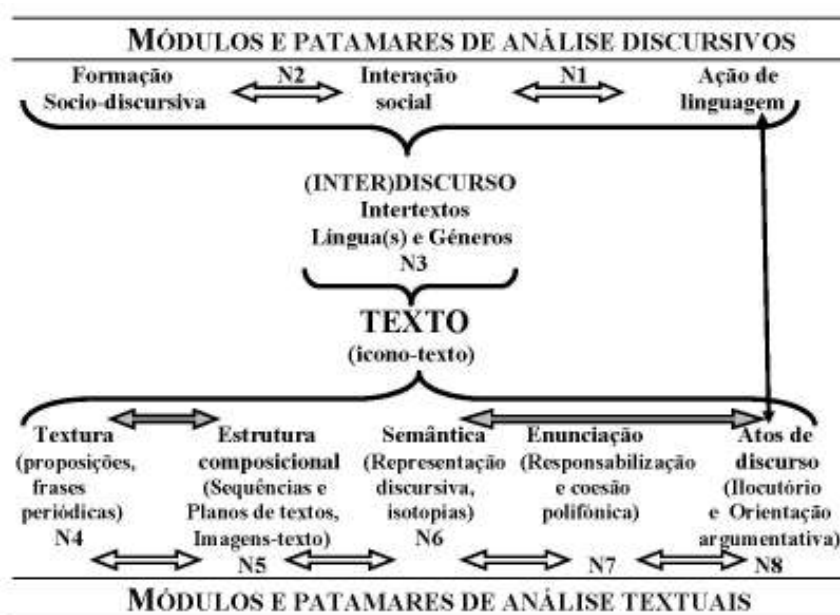 MÓDULOS E PATAMARES DE ANÁLISE DISCURSIVOS
Formação
Socio-discursiva
N2
Interação
social
N1
Ação de
linguagem
(INTER)DISCURSO
Intertextos
Língua(s) e Géneros
N3
TEXTO
(icono-texto)
Textura
(proposições,
frases
periódicas)
N4
Estrutura
composicional
(Sequências e
Planos de textos,
Imagens-texto)
N5
Semântica
(Representação
discursiva,
isotopias)
N6
Enunciação
(Responsabilização
e coesão
polifónica)
N7
Atos de
discurso
(Ilocutório
e Orientação
argumentativa)
N8
MÓDULOS E PATAMARES DE ANÁLISE TEXTUAIS